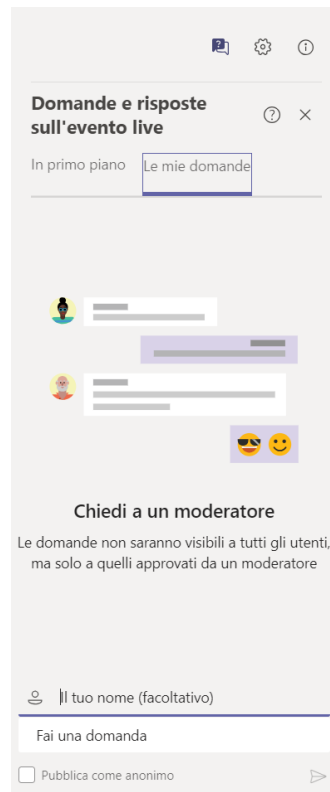 Domande e risposte
sull'evento live
In primo piano
Le mie domande
Chiedi a un moderatore
Le domande non saranno visibili a tutti gli utenti,
ma solo a quelli approvati da un moderatore
Il tuo nome (facoltativo)
Fai una domanda
Pubblica come anonimo